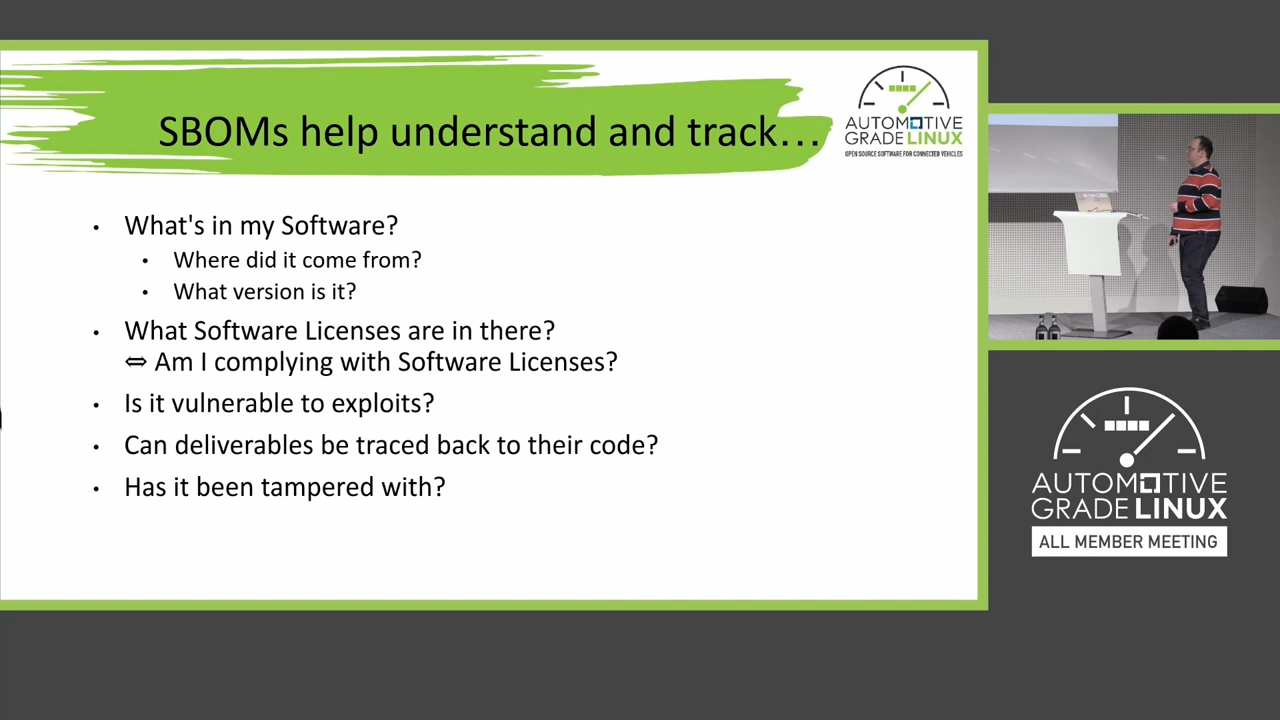 SBOMs help understand and track...
AUTOMOTIVE
GRADE LINUX
OPEN SOURCE SOFTWARE FOR CONNECTED VEHICLES
• What's in my Software?
• Where did it come from?
• What version is it?
• What Software Licenses are in there?
⇔ Am I complying with Software Licenses?
• Is it vulnerable to exploits?
• Can deliverables be traced back to their code?
• Has it been tampered with?
AUTOMOTIVE
GRADE LINUX
ALL MEMBER MEETING